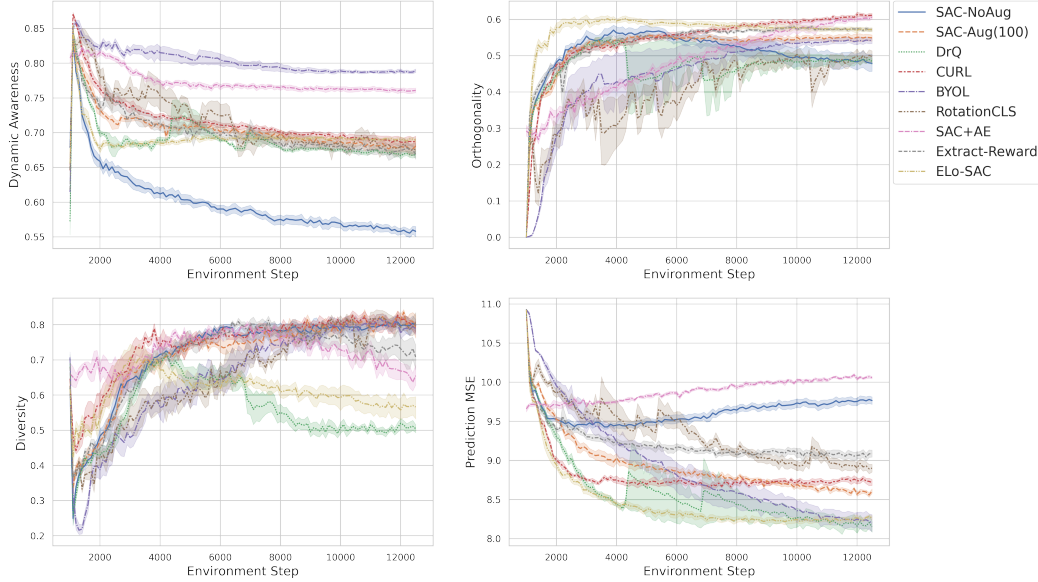 0.85
0.80
0.75
0.70
0.65
0.60
0.55
Dynamic Awareness
2000 4000 6000 8000 10000 12000
Environment Step
0.6
0.5
0.4
0.3
0.2
0.1
0.0
Orthogonality
2000 4000 6000 8000 10000 12000
Environment Step
SAC-NoAug
SAC-Aug(100)
DrQ
CURL
BYOL
RotationCLS
SAC+AE
Extract-Reward
ELo-SAC
0.8
0.7
0.6
0.5
0.4
0.3
0.2
Diversity
2000 4000 6000 8000 10000 12000
Environment Step
11.0
10.5
10.0
9.5
9.0
8.5
8.0
Prediction MSE
2000 4000 6000 8000 10000 12000
Environment Step